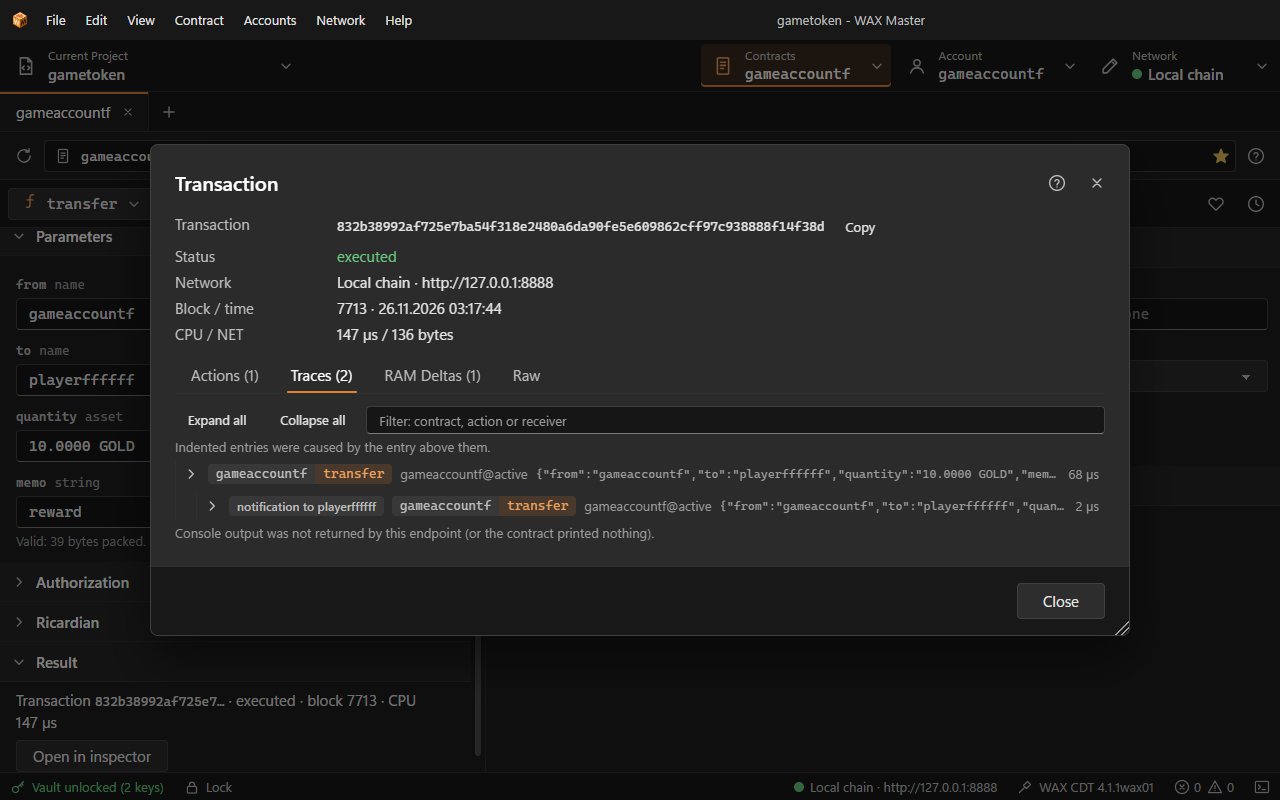 File Edit View Contract Accounts Network Help gametoken - WAX Master
Current Project
gametoken
Contracts
gameaccountf
Account
gameaccountf
Network
Local chain
gameaccountf
gameaccou
transfer
Parameters
from name
gameaccountf
to name
playerffffff
quantity asset
10.0000 GOLD
memo string
reward
Valid: 39 bytes packed.
Authorization
Ricardian
Result
Transaction 832b38992af725e7… · executed · block 7713 · CPU
147 µs
Open in inspector
one
Transaction
Transaction 832b38992af725e7ba54f318e2480a6da90fe5e609862cff97c938888f14f38d Copy
Status executed
Network Local chain · http://127.0.0.1:8888
Block / time 7713 · 26.11.2026 03:17:44
CPU / NET 147 µs / 136 bytes
Actions (1) Traces (2) RAM Deltas (1) Raw
Expand all Collapse all Filter: contract, action or receiver
Indented entries were caused by the entry above them.
gameaccountf transfer gameaccountf@active {"from":"gameaccountf","to":"playerffffff","quantity":"10.0000 GOLD","mem… 68 µs
notification to playerffffff gameaccountf transfer gameaccountf@active {"from":"gameaccountf","to":"playerffffff","quan… 2 µs
Console output was not returned by this endpoint (or the contract printed nothing).
Close
Vault unlocked (2 keys) Lock Local chain · http://127.0.0.1:8888 WAX CDT 4.1.1wax01 0 0